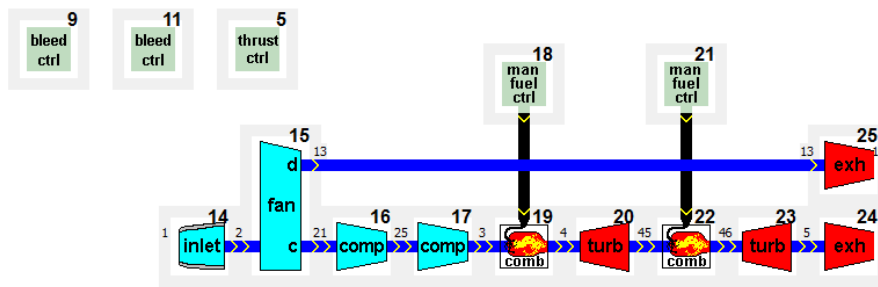 9
bleed
ctrl
11
bleed
ctrl
5
thrust
ctrl
18
man
fuel
ctrl
21
man
fuel
ctrl
15
13
d
fan
c
13
25
exh
1
1
14
inlet
2
21
16
comp
25
17
comp
3
19
comb
4
20
turb
45
22
comb
46
23
turb
5
24
exh